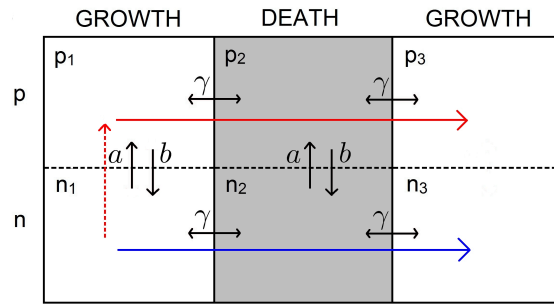 GROWTH DEATH GROWTH
p₁ p₂ p₃
γ γ
p
a b a b
n₁ n₂ n₃
n
γ γ